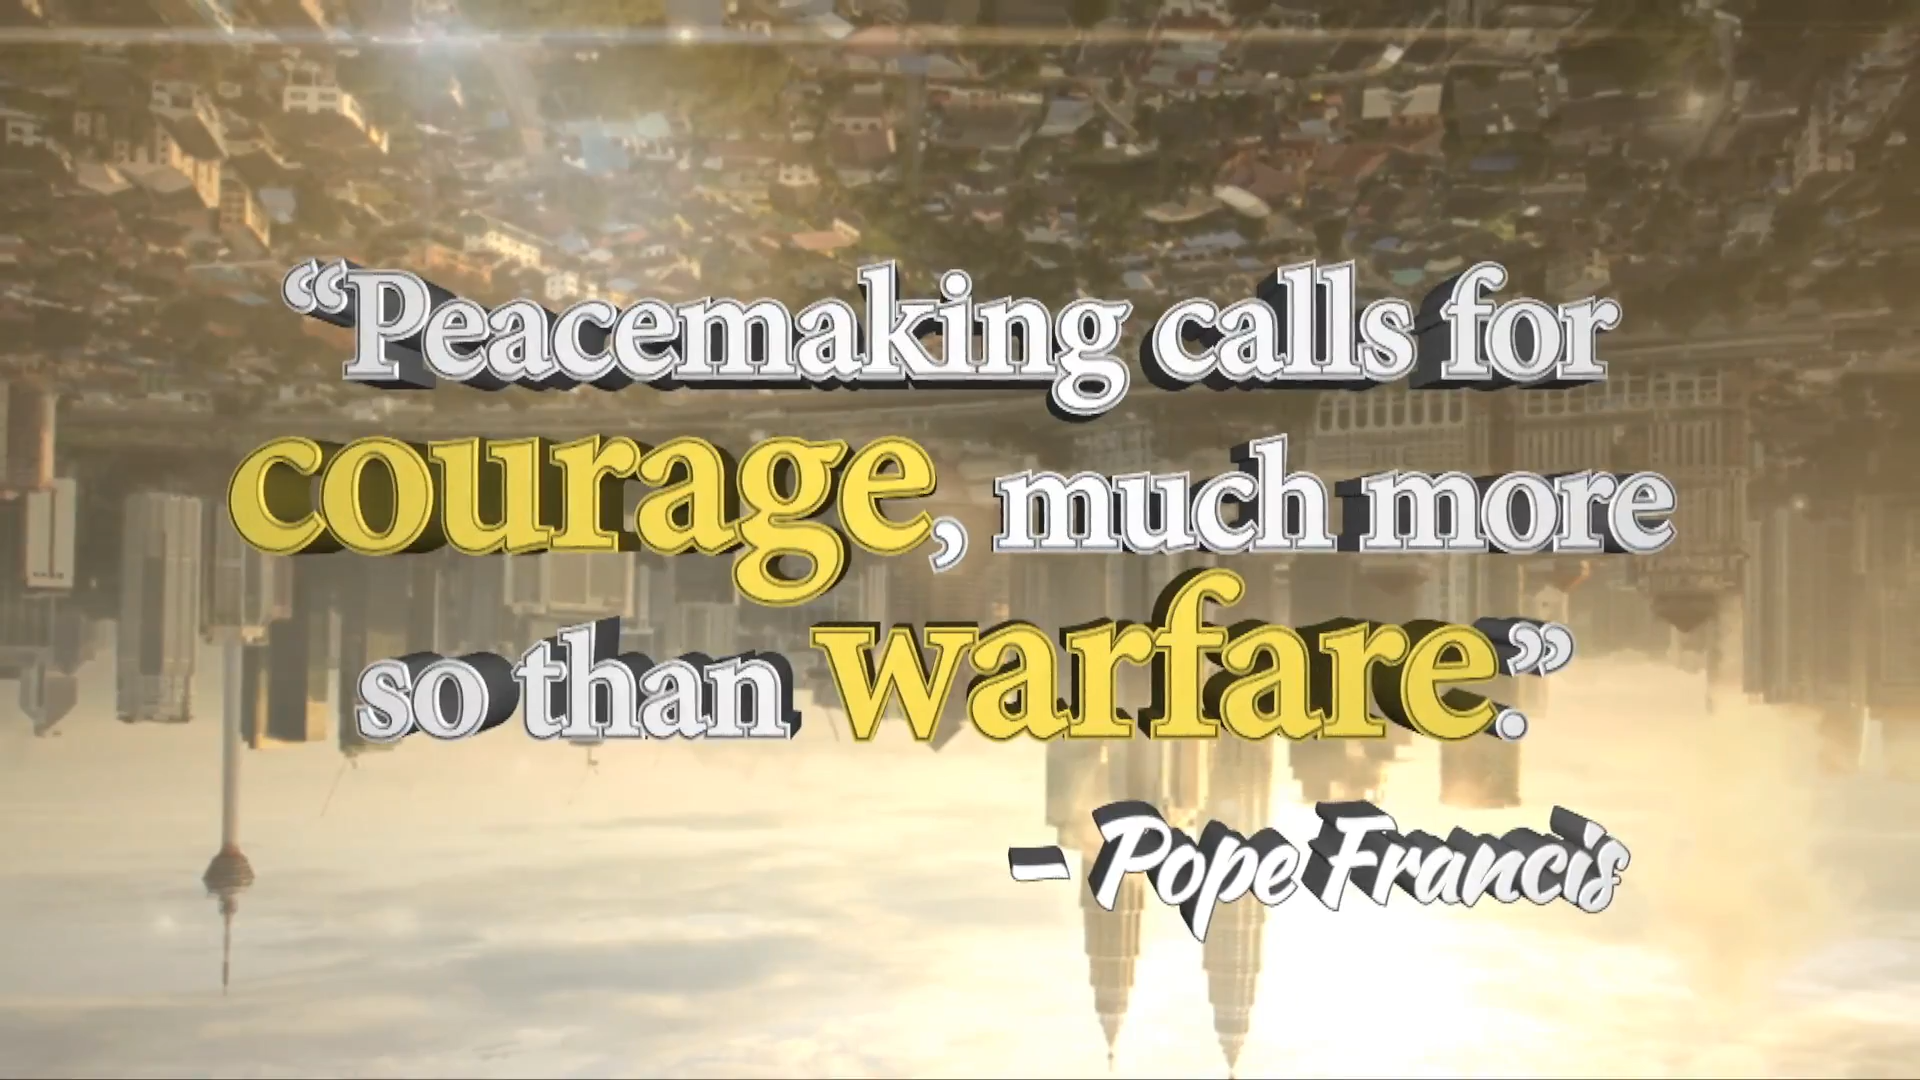 “Peacemaking calls for
courage, much more
so than warfare.”
- Pope Francis